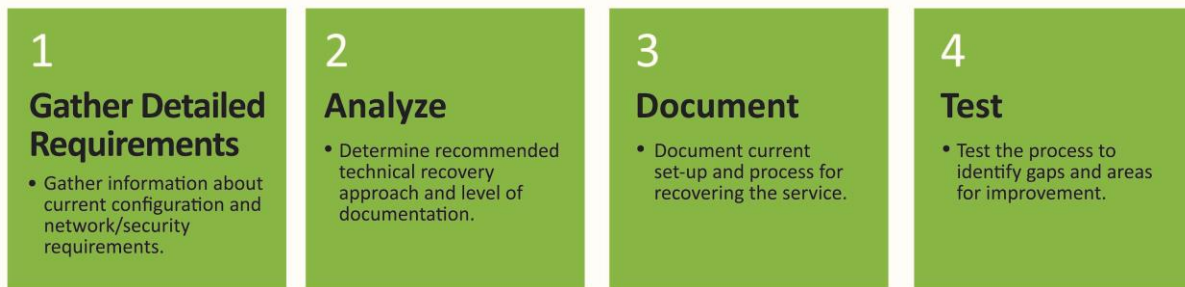 1
Gather Detailed
Requirements
• Gather information about
current configuration and
network/security
requirements.
2
Analyze
• Determine recommended
technical recovery
approach and level of
documentation.
3
Document
• Document current
set-up and process for
recovering the service.
4
Test
• Test the process to
identify gaps and areas
for improvement.